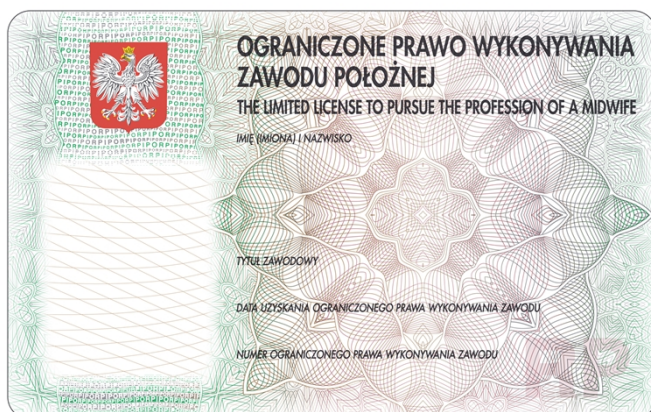 OGRANICZONE PRAWO WYKONYWANIA
ZAWODU POŁOŻNEJ
THE LIMITED LICENSE TO PURSUE THE PROFESSION OF A MIDWIFE
IMIĘ (IMIONA) I NAZWISKO
TYTUŁ ZAWODOWY
DATA UZYSKANIA OGRANICZONEGO PRAWA WYKONYWANIA ZAWODU
NUMER OGRANICZONEGO PRAWA WYKONYWANIA ZAWODU